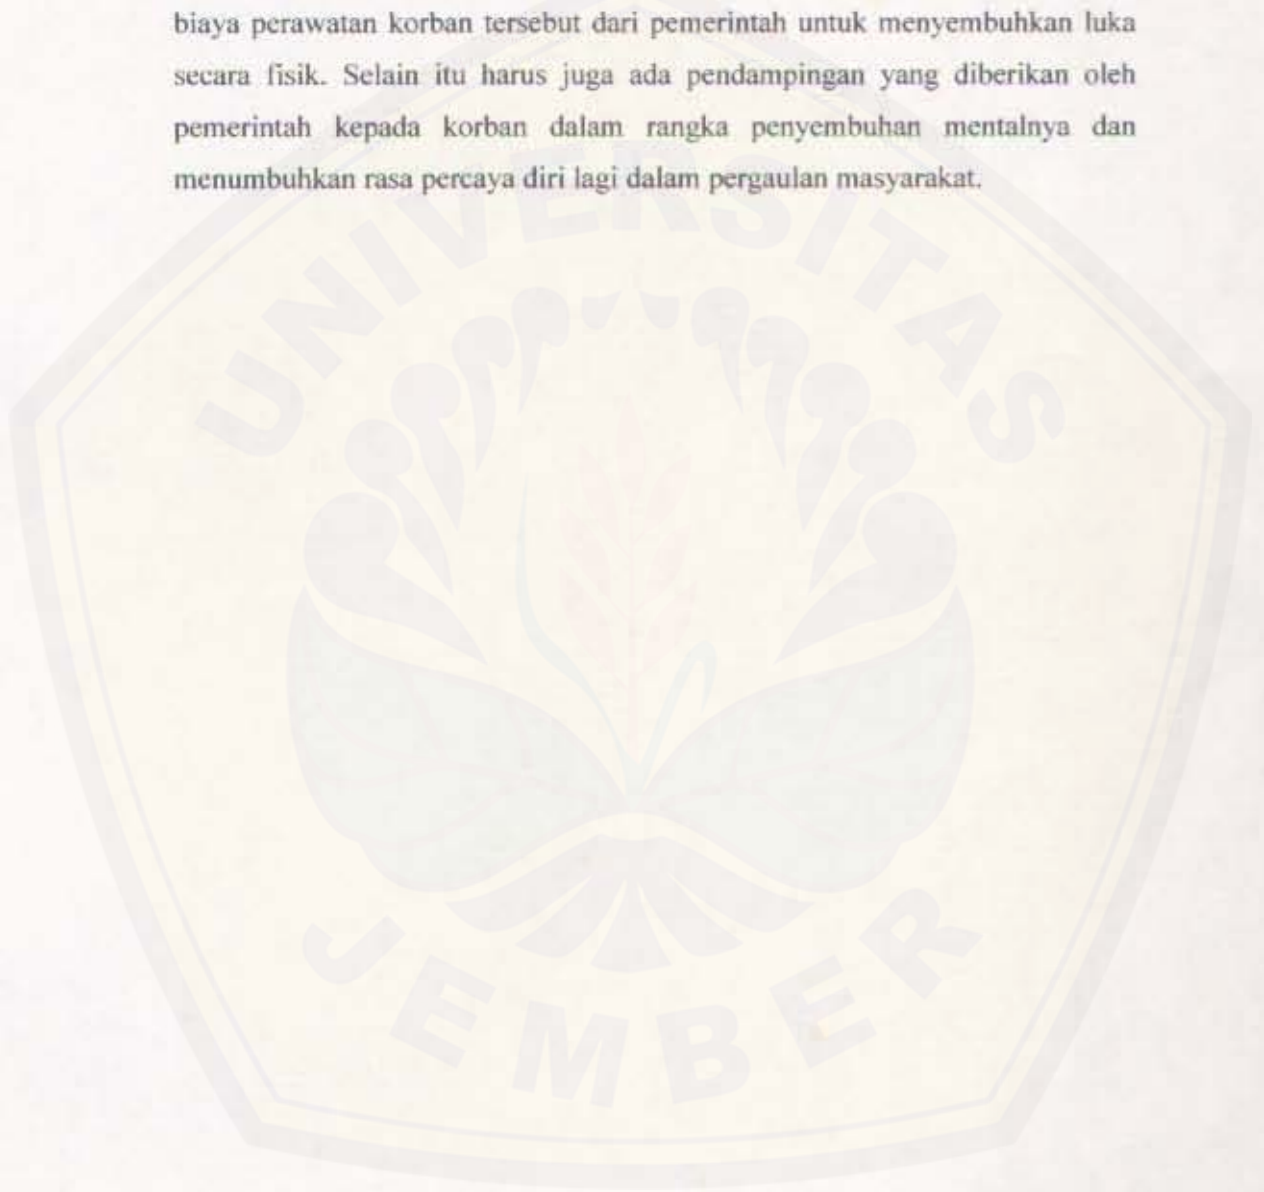 biaya perawatan korban tersebut dari pemerintah untuk menyembuhkan luka
secara fisik. Selain itu harus juga ada pendampingan yang diberikan oleh
pemerintah kepada korban dalam rangka penyembuhan mentalnya dan
menumbuhkan rasa percaya diri lagi dalam pergaulan masyarakat.
UNIVERSITAS
JEMBER